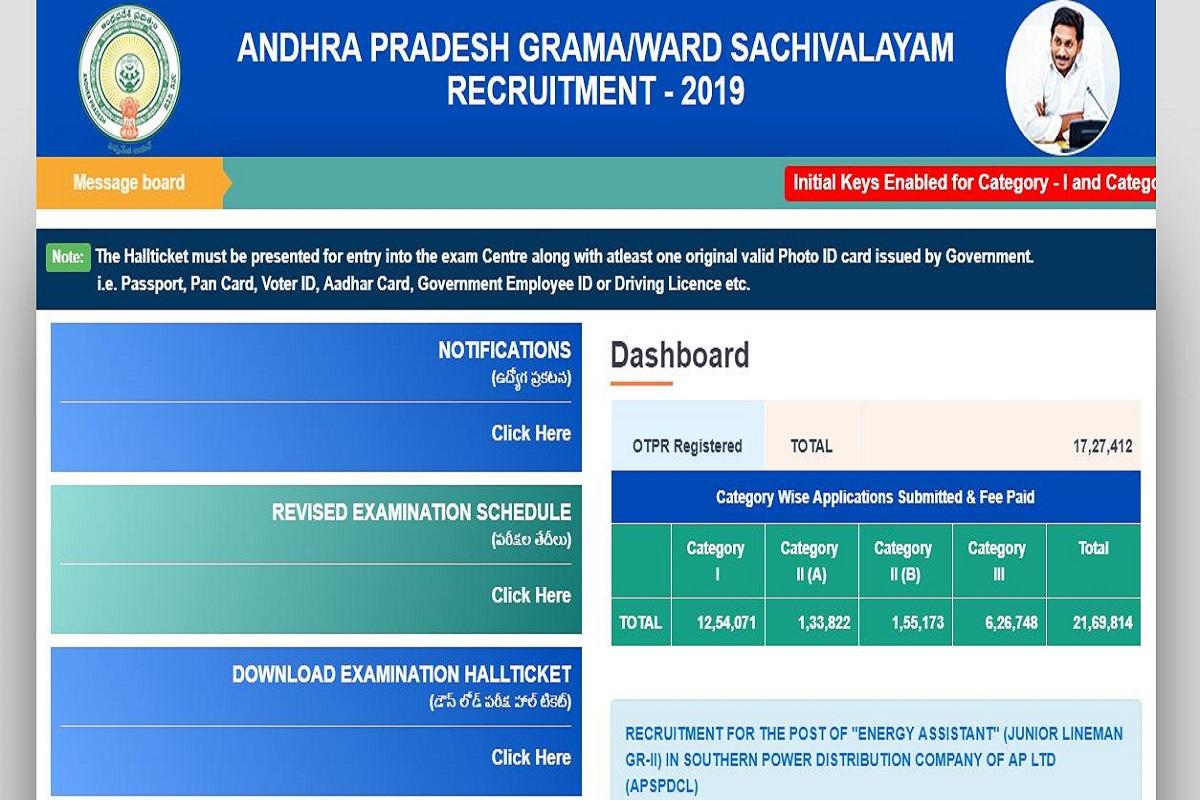 ANDHRA PRADESH GRAMA/WARD SACHIVALAYAM
RECRUITMENT - 2019
ANDHRA PRADESH
Message board
Initial Keys Enabled for Category - I and Catego
Note: The Hallticket must be presented for entry into the exam Centre along with atleast one original valid Photo ID card issued by Government.
i.e. Passport, Pan Card, Voter ID, Aadhar Card, Government Employee ID or Driving Licence etc.
NOTIFICATIONS
(ఉద్యోగ ప్రకటన)
Click Here
REVISED EXAMINATION SCHEDULE
(పరీక్షల తేదీలు)
Click Here
DOWNLOAD EXAMINATION HALLTICKET
(డౌన్ లోడ్ పరీక్ష హాల్ టికెట్)
Click Here
Dashboard
OTPR Registered TOTAL 17,27,412
Category Wise Applications Submitted & Fee Paid
Category Category Category Category Total
I II (A) II (B) III
TOTAL 12,54,071 1,33,822 1,55,173 6,26,748 21,69,814
RECRUITMENT FOR THE POST OF "ENERGY ASSISTANT" (JUNIOR LINEMAN
GR-II) IN SOUTHERN POWER DISTRIBUTION COMPANY OF AP LTD
(APSPDCL)